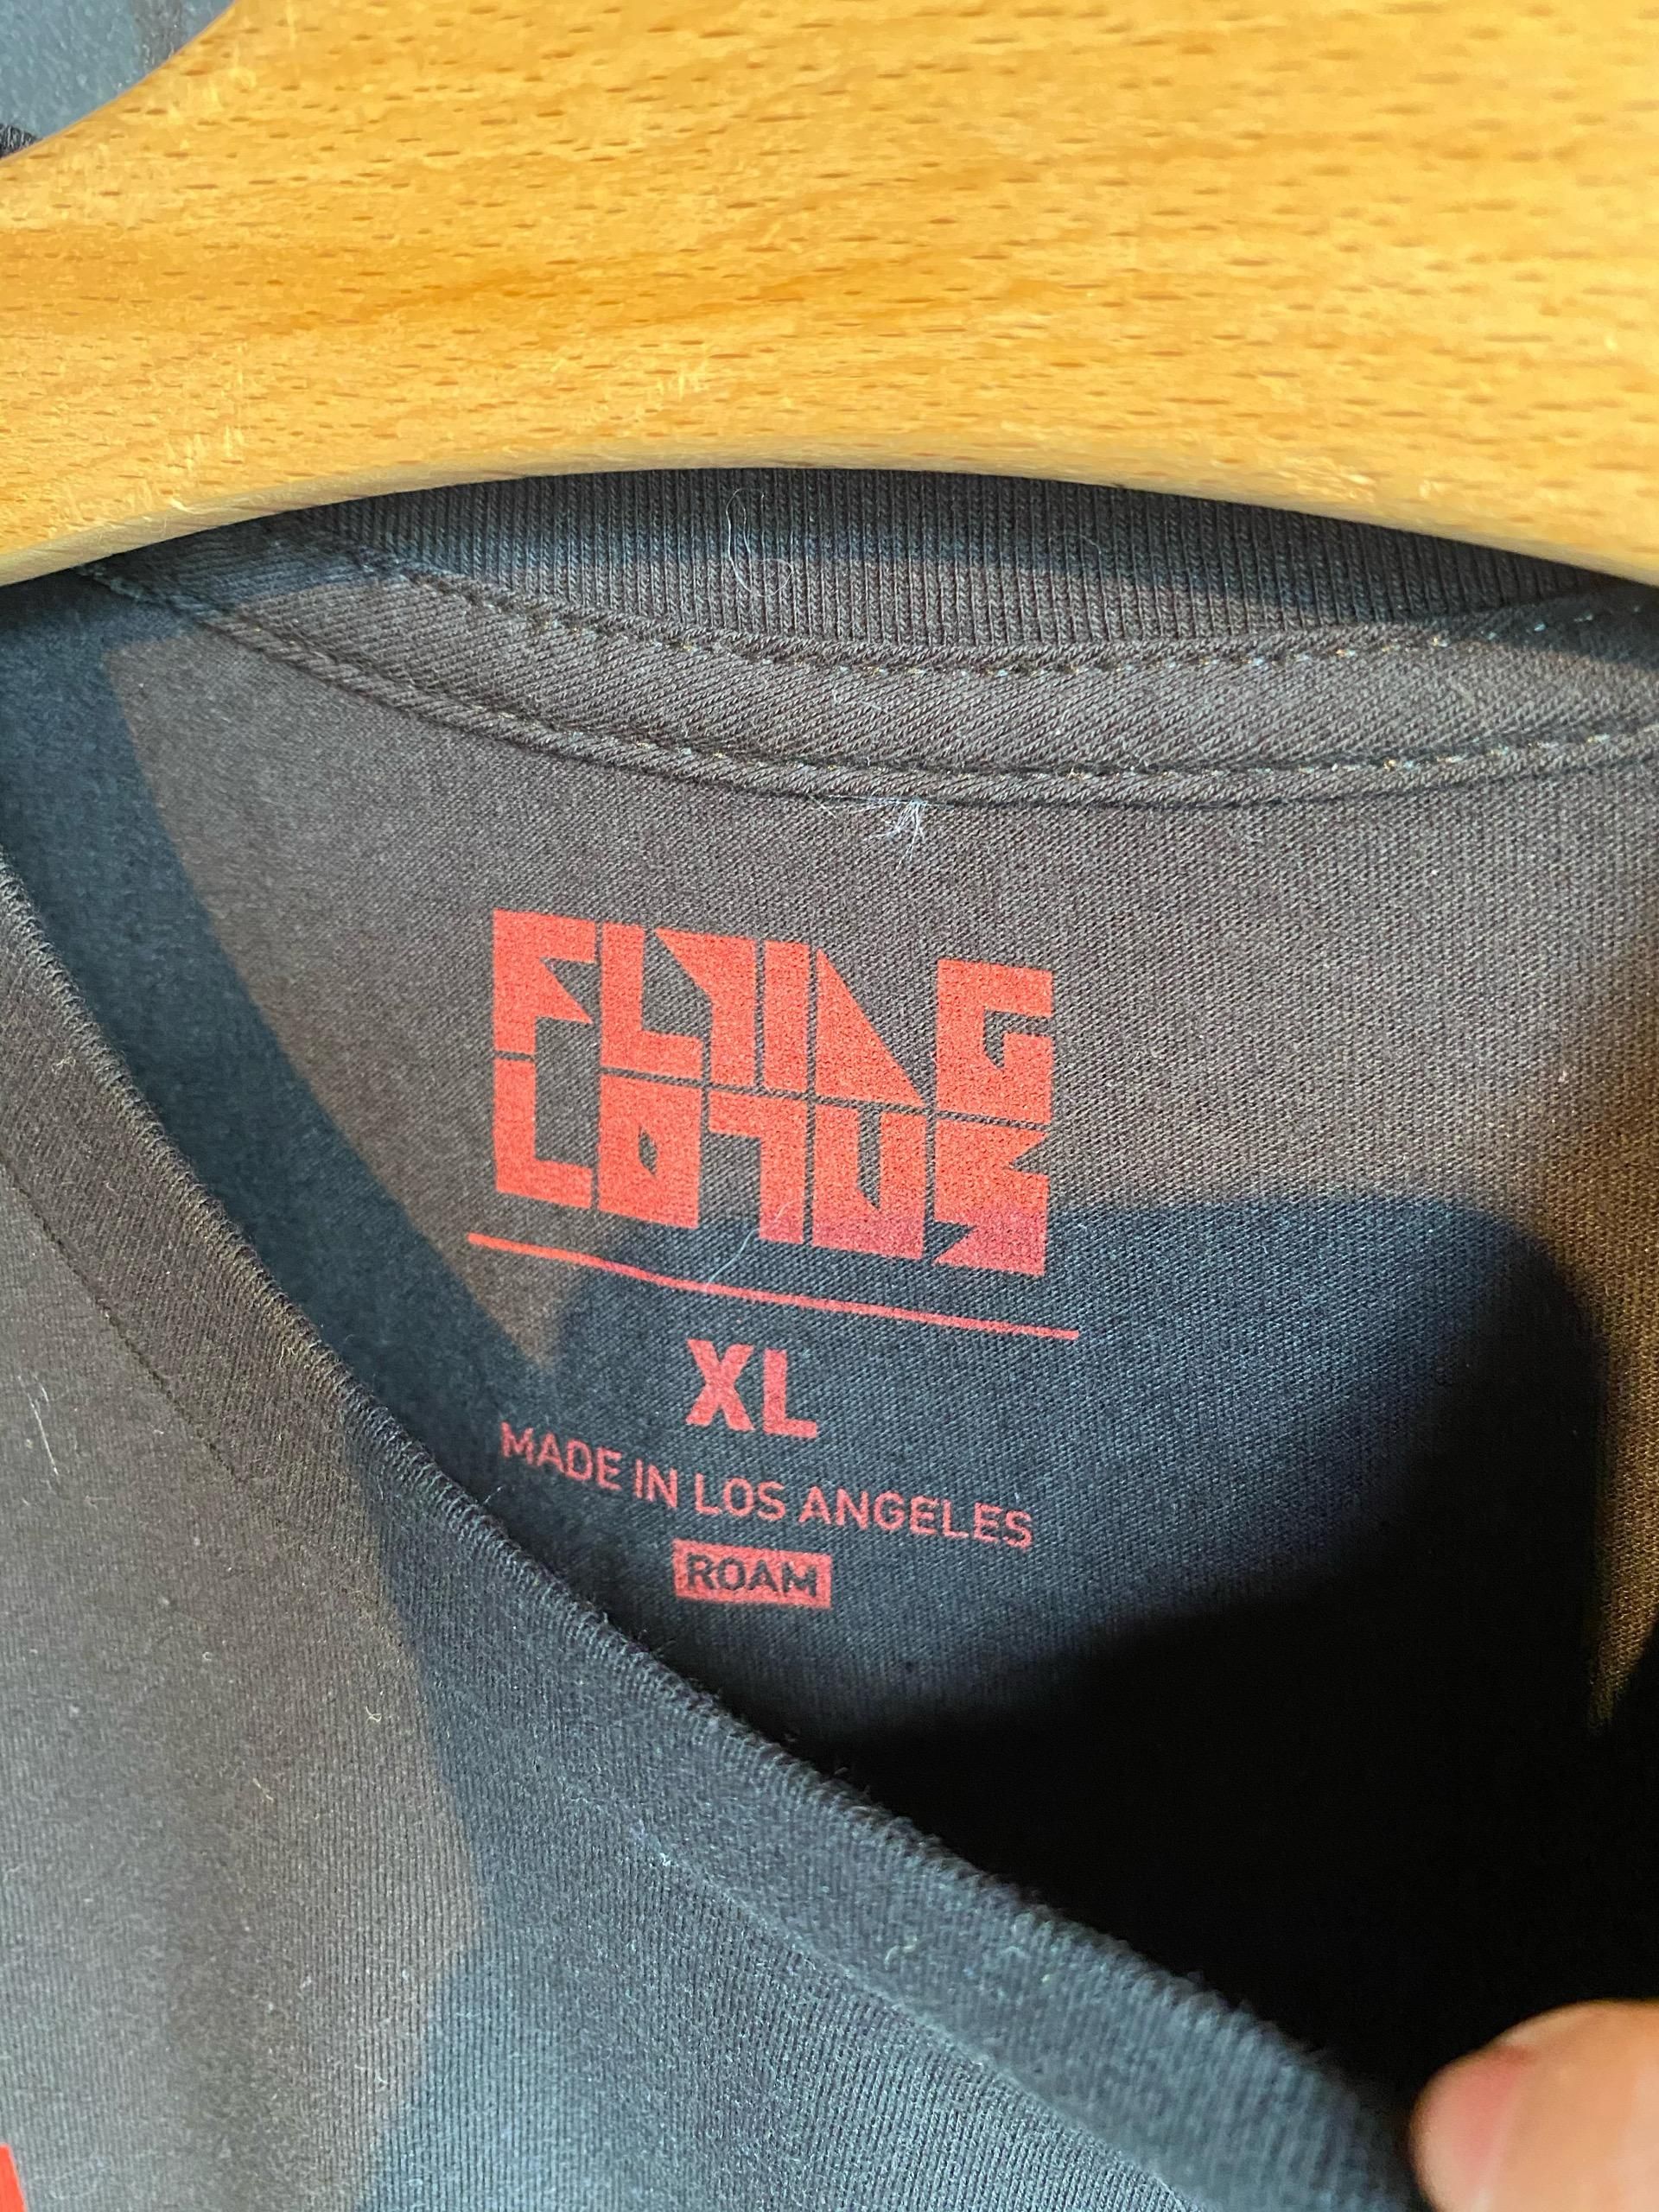 FLYING
LOTUS
XL
MADE IN LOS ANGELES
ROAM